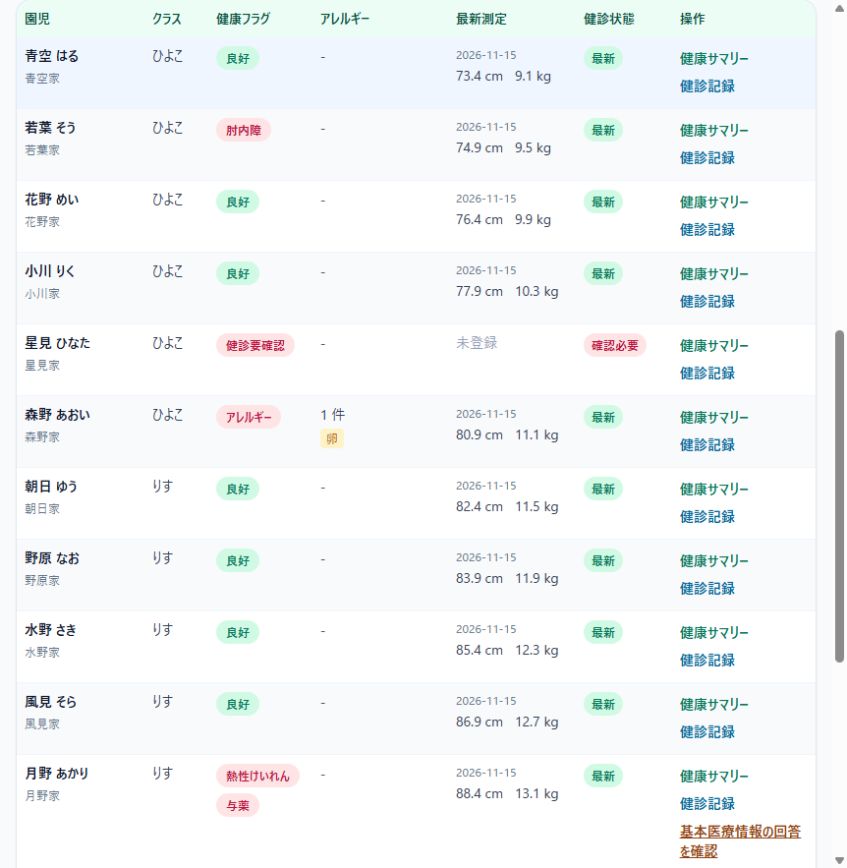 園児 クラス 健康フラグ アレルギー 最新測定 健診状態 操作
青空 はる ひよこ 良好 - 2026-11-15 最新 健康サマリー
青空家 73.4 cm 9.1 kg 健診記録
若葉 そう ひよこ 肘内障 - 2026-11-15 最新 健康サマリー
若葉家 74.9 cm 9.5 kg 健診記録
花野 めい ひよこ 良好 - 2026-11-15 最新 健康サマリー
花野家 76.4 cm 9.9 kg 健診記録
小川 りく ひよこ 良好 - 2026-11-15 最新 健康サマリー
小川家 77.9 cm 10.3 kg 健診記録
星見 ひなた ひよこ 健診要確認 - 未登録 確認必要 健康サマリー
星見家 健診記録
森野 あおい ひよこ アレルギー 1 件 2026-11-15 最新 健康サマリー
森野家 卵 80.9 cm 11.1 kg 健診記録
朝日 ゆう りす 良好 - 2026-11-15 最新 健康サマリー
朝日家 82.4 cm 11.5 kg 健診記録
野原 なお りす 良好 - 2026-11-15 最新 健康サマリー
野原家 83.9 cm 11.9 kg 健診記録
水野 さき りす 良好 - 2026-11-15 最新 健康サマリー
水野家 85.4 cm 12.3 kg 健診記録
風見 そら りす 良好 - 2026-11-15 最新 健康サマリー
風見家 86.9 cm 12.7 kg 健診記録
月野 あかり りす 熱性けいれん - 2026-11-15 最新 健康サマリー
月野家 与薬 88.4 cm 13.1 kg 健診記録
基本医療情報の回答
を確認